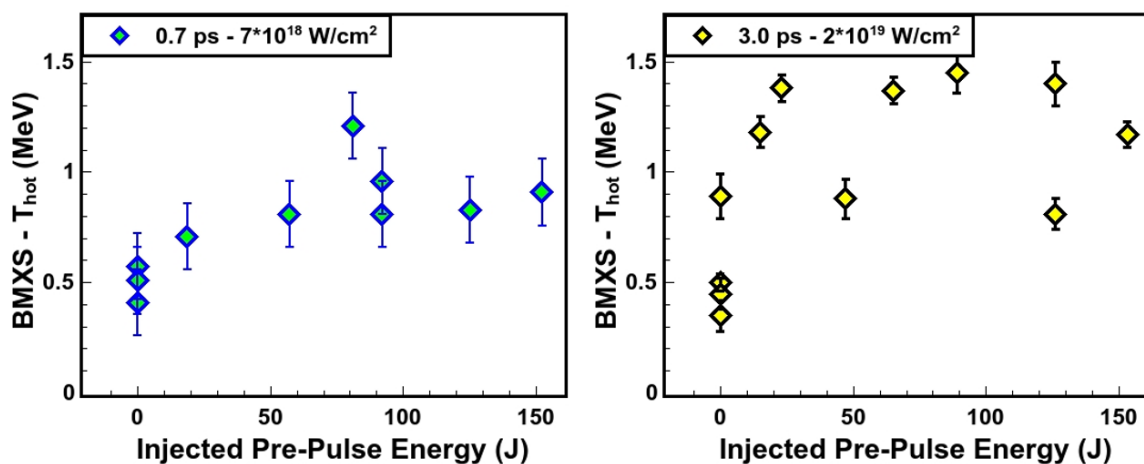 0.7 ps - 7*10¹⁸ W/cm²
BMXS - T_hot (MeV)
1.5
1
0.5
0
0 50 100 150
Injected Pre-Pulse Energy (J)
3.0 ps - 2*10¹⁹ W/cm²
BMXS - T_hot (MeV)
1.5
1
0.5
0
0 50 100 150
Injected Pre-Pulse Energy (J)